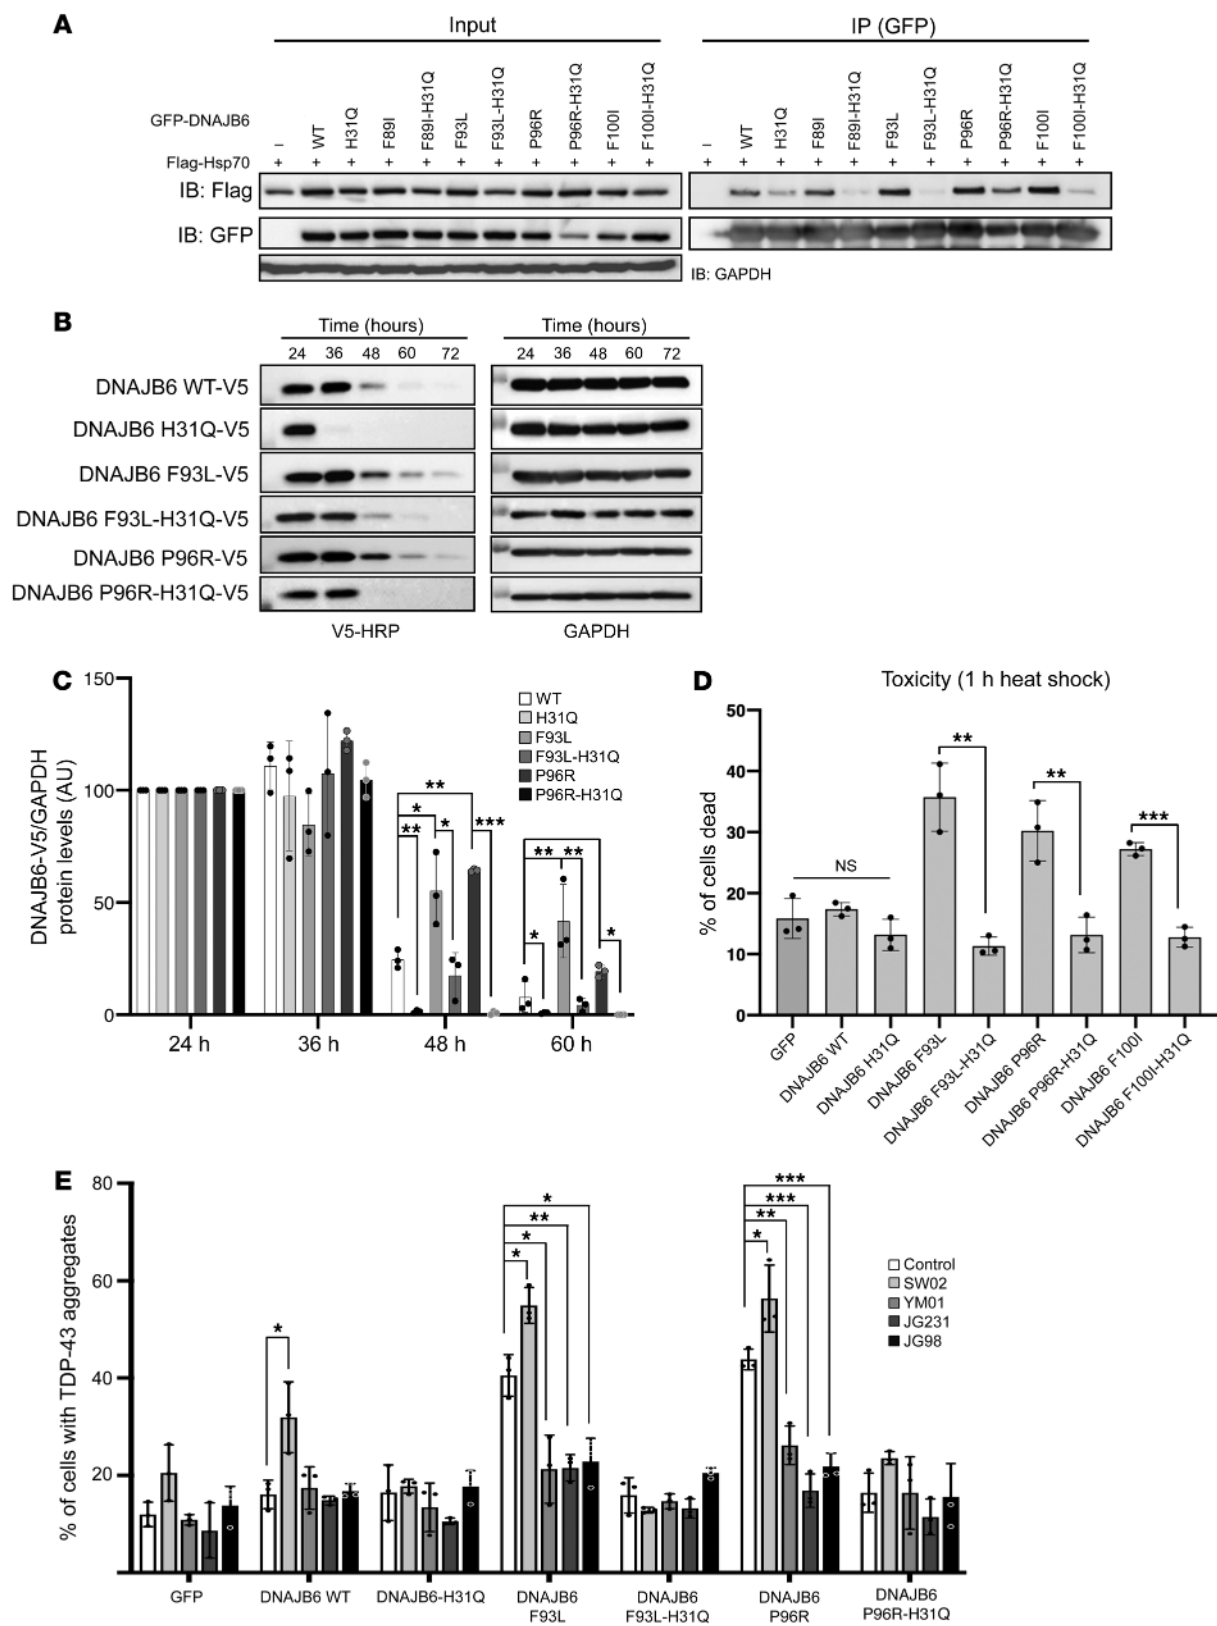 A
Input
IP (GFP)
GFP-DNAJB6
– WT H31Q F89I F89I-H31Q F93L F93L-H31Q P96R P96R-H31Q F100I F100I-H31Q
– WT H31Q F89I F89I-H31Q F93L F93L-H31Q P96R P96R-H31Q F100I F100I-H31Q
Flag-Hsp70 + + + + + + + + + + + + + + + + + + + + + +
IB: Flag
IB: GFP
IB: GAPDH
B
Time (hours)
Time (hours)
24 36 48 60 72
24 36 48 60 72
DNAJB6 WT-V5
DNAJB6 H31Q-V5
DNAJB6 F93L-V5
DNAJB6 F93L-H31Q-V5
DNAJB6 P96R-V5
DNAJB6 P96R-H31Q-V5
V5-HRP
GAPDH
C
DNAJB6-V5/GAPDH
protein levels (AU)
150
100
50
0
WT
H31Q
F93L
F93L-H31Q
P96R
P96R-H31Q
**
* * ***
**
** **
* *
24 h 36 h 48 h 60 h
D
Toxicity (1 h heat shock)
% of cells dead
50
40
30
20
10
0
NS
**
**
***
GFP
DNAJB6 WT
DNAJB6 H31Q
DNAJB6 F93L
DNAJB6 F93L-H31Q
DNAJB6 P96R
DNAJB6 P96R-H31Q
DNAJB6 F100I
DNAJB6 F100I-H31Q
E
% of cells with TDP-43 aggregates
80
60
40
20
*
*
**
*
*
***
***
**
*
Control
SW02
YM01
JG231
JG98
GFP
DNAJB6 WT
DNAJB6-H31Q
DNAJB6
F93L
DNAJB6
F93L-H31Q
DNAJB6
P96R
DNAJB6
P96R-H31Q